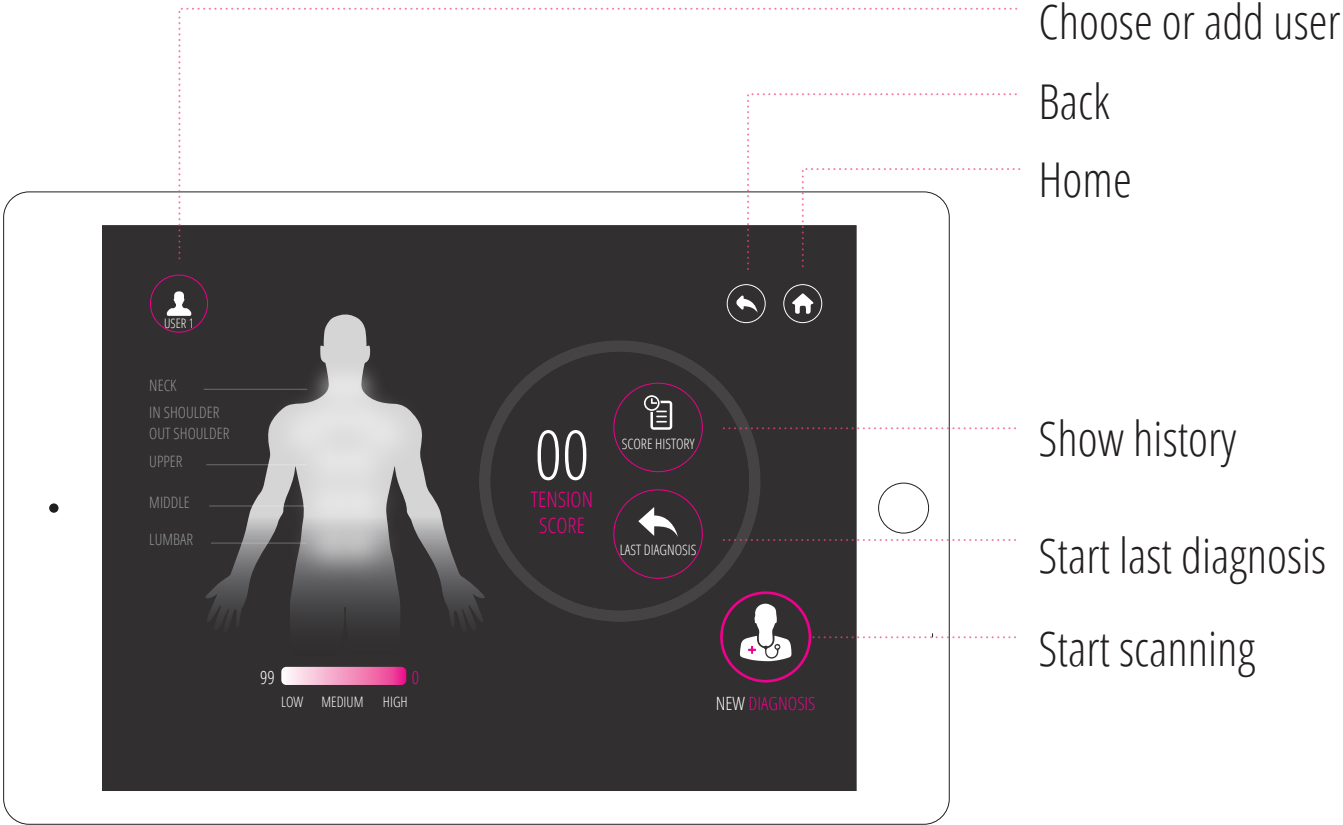 Choose or add user
Back
Home
USER 1
NECK
IN SHOULDER
OUT SHOULDER
UPPER
MIDDLE
LUMBAR
00
TENSION
SCORE
SCORE HISTORY
LAST DIAGNOSIS
Show history
Start last diagnosis
Start scanning
99
0
LOW MEDIUM HIGH
NEW DIAGNOSIS